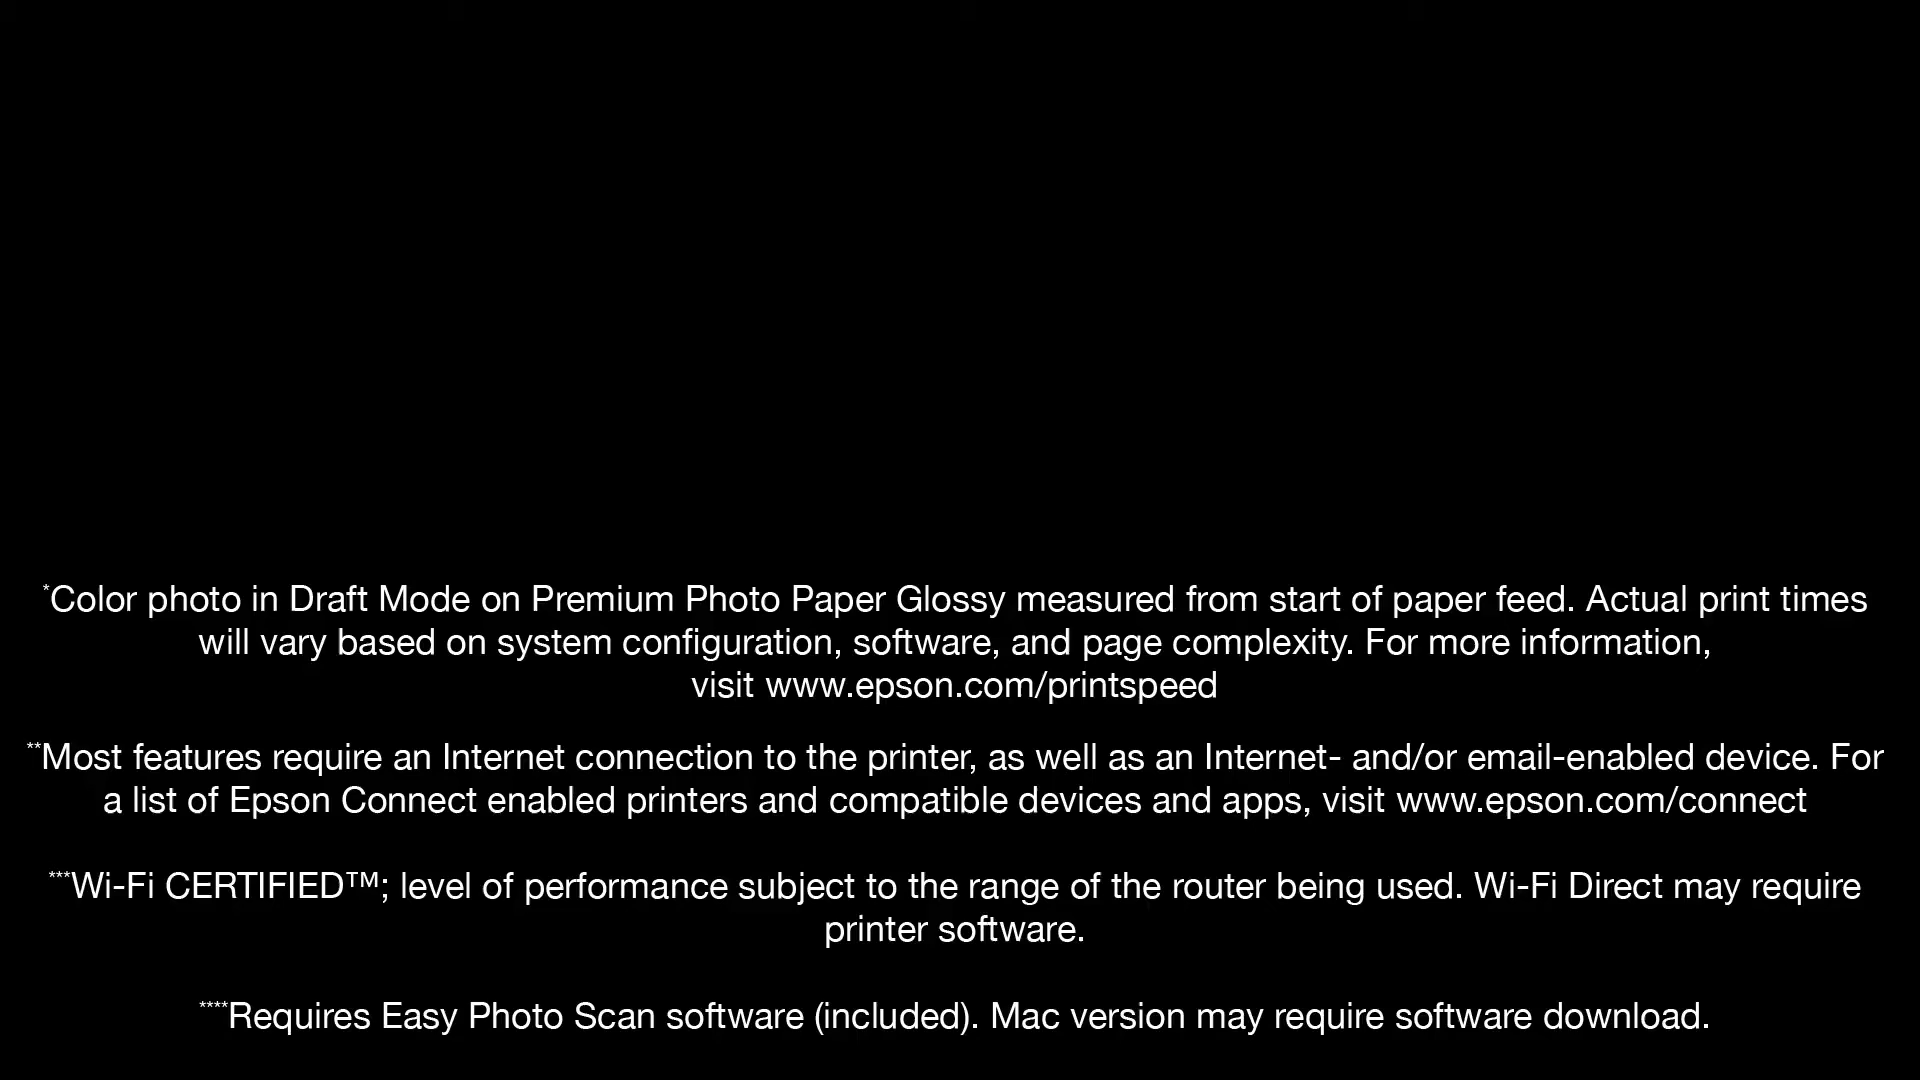 *Color photo in Draft Mode on Premium Photo Paper Glossy measured from start of paper feed. Actual print times
will vary based on system configuration, software, and page complexity. For more information,
visit www.epson.com/printspeed
**Most features require an Internet connection to the printer, as well as an Internet- and/or email-enabled device. For
a list of Epson Connect enabled printers and compatible devices and apps, visit www.epson.com/connect
***Wi-Fi CERTIFIED™; level of performance subject to the range of the router being used. Wi-Fi Direct may require
printer software.
****Requires Easy Photo Scan software (included). Mac version may require software download.